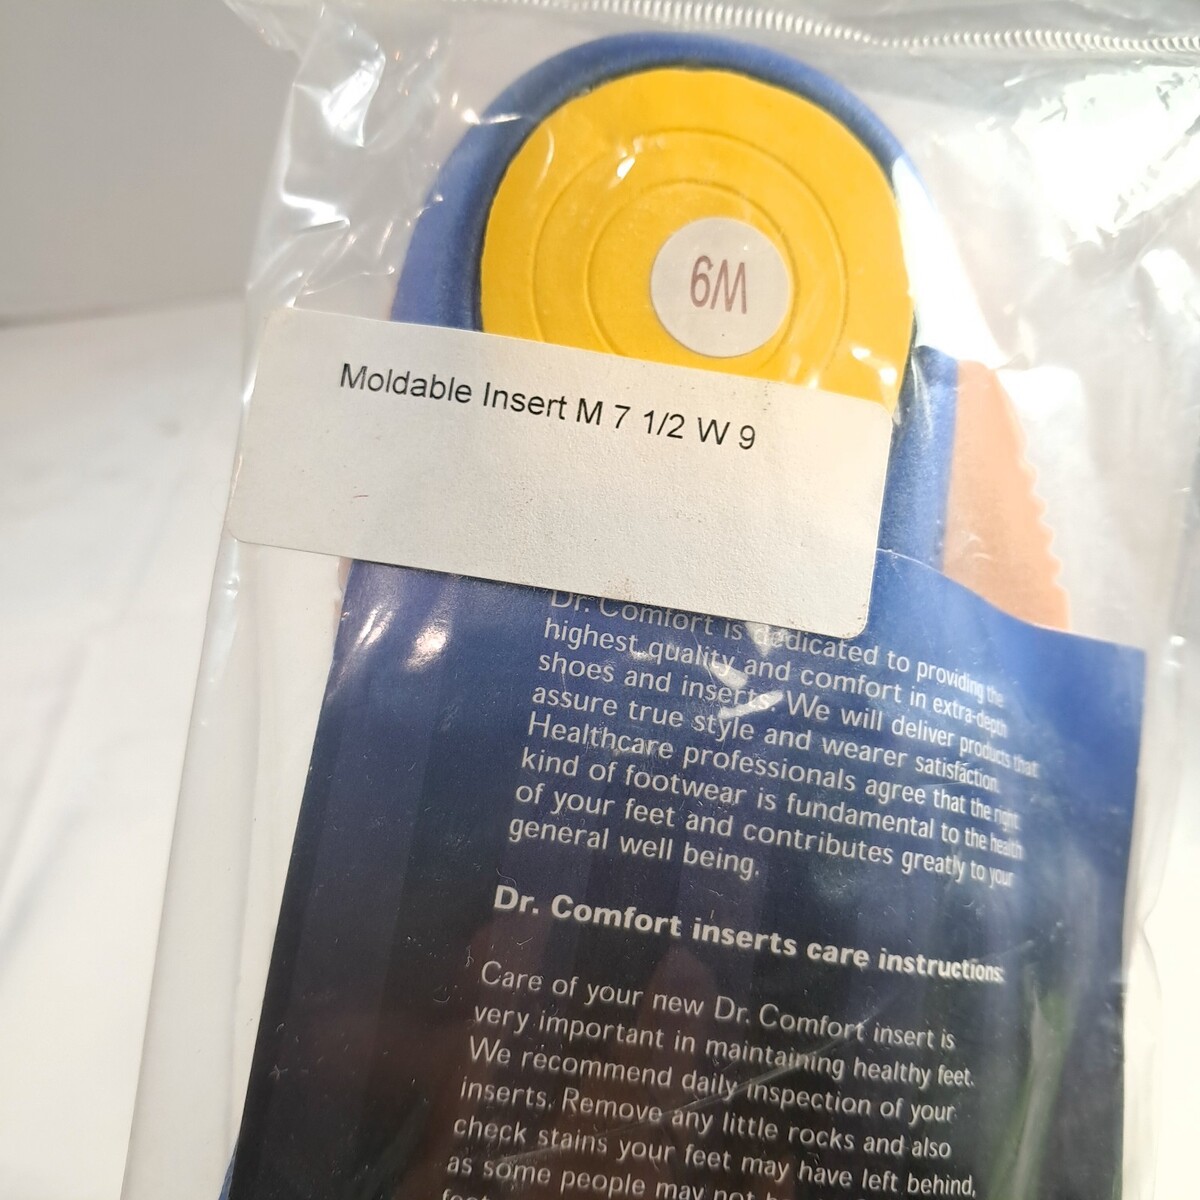 W9
Moldable Insert M 7 1/2 W 9
Dr. Comfort is dedicated to providing the
highest quality and comfort in extra-depth
shoes and inserts. We will deliver products that
assure true style and wearer satisfaction.
Healthcare professionals agree that the right
kind of footwear is fundamental to the health
of your feet and contributes greatly to your
general well being.
Dr. Comfort inserts care instructions:
Care of your new Dr. Comfort insert is
very important in maintaining healthy feet.
We recommend daily inspection of your
inserts. Remove any little rocks and also
check stains your feet may have left behind,
as some people may not